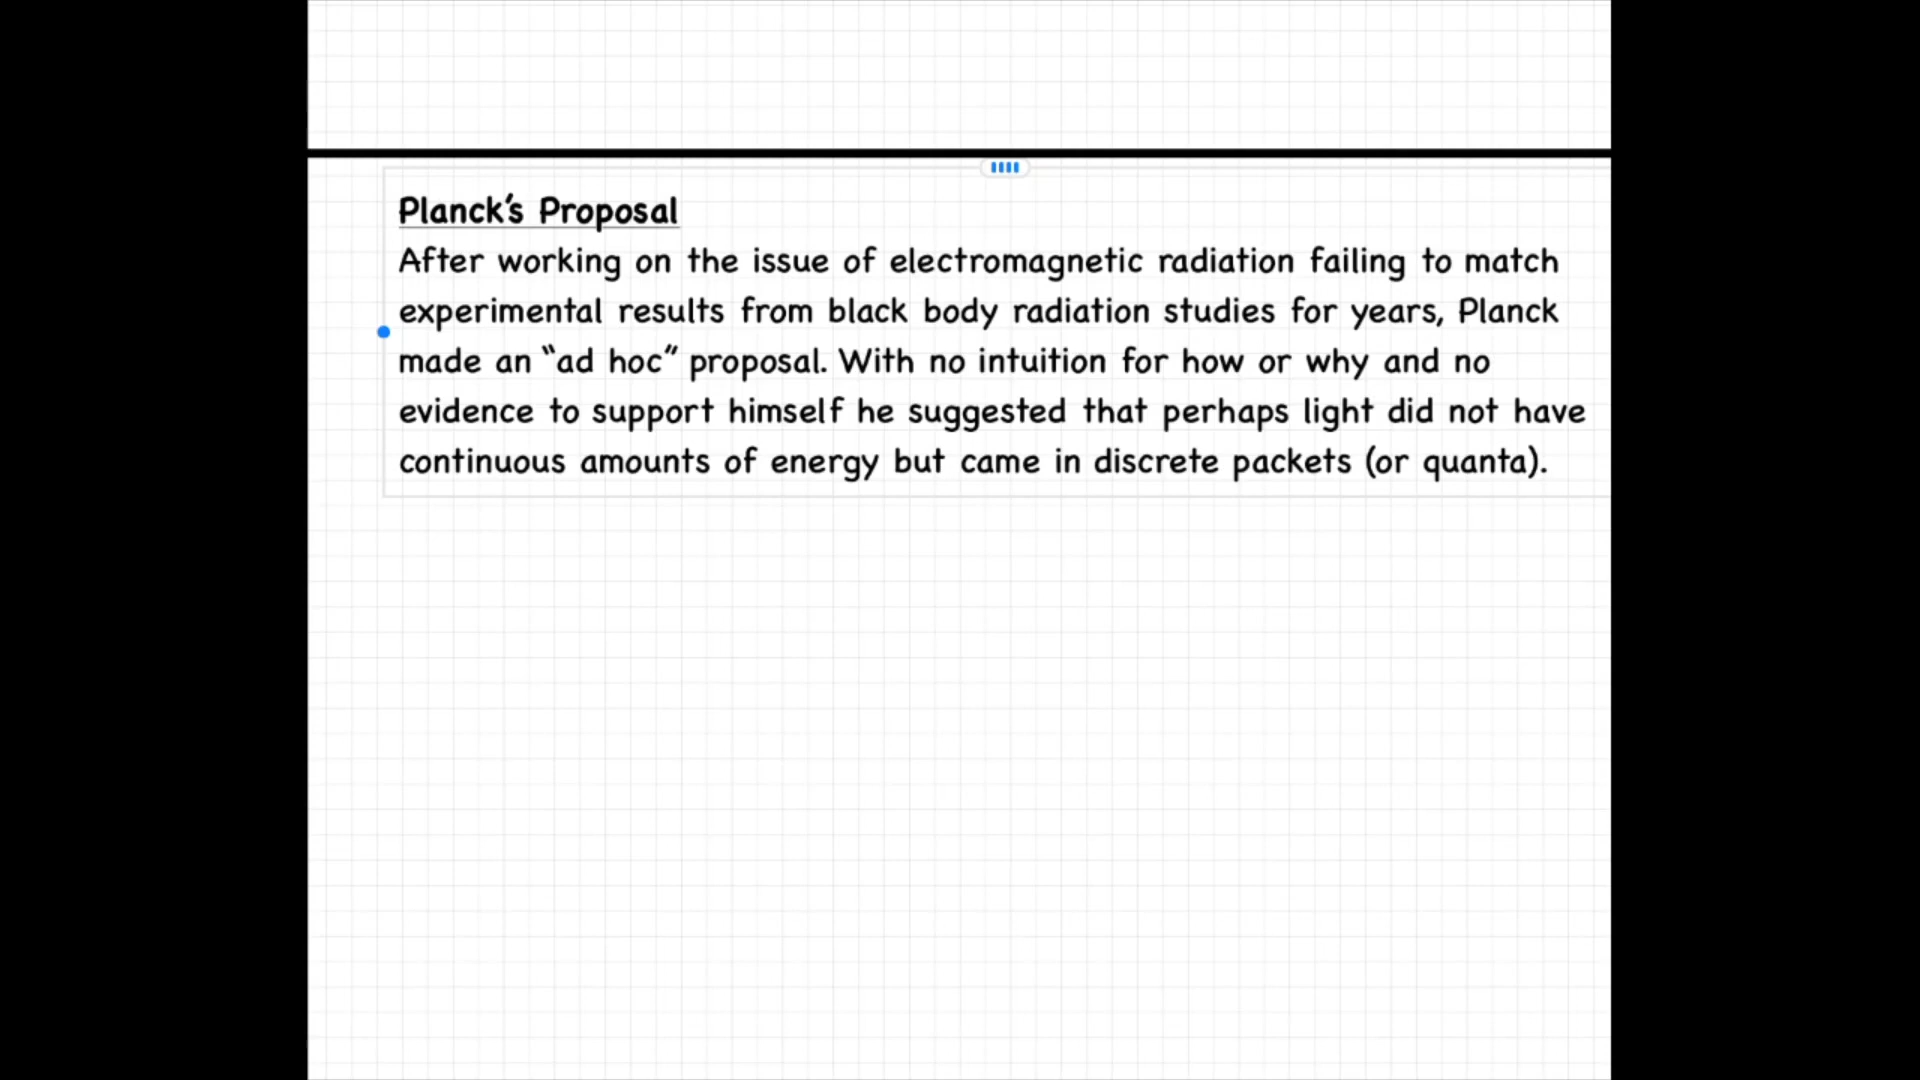 Planck's Proposal
After working on the issue of electromagnetic radiation failing to match
experimental results from black body radiation studies for years, Planck
made an “ad hoc” proposal. With no intuition for how or why and no
evidence to support himself he suggested that perhaps light did not have
continuous amounts of energy but came in discrete packets (or quanta).